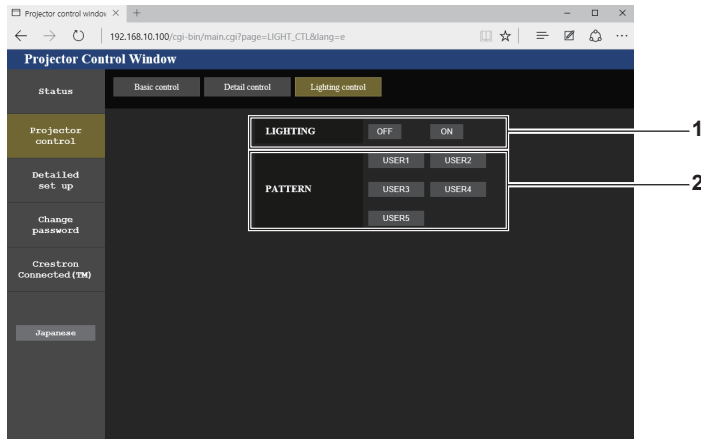 Projector control window
192.168.10.100/cgi-bin/main.cgi?page=LIGHT_CTL&lang=e
Projector Control Window
Status
Basic control
Detail control
Lighting control
Projector
control
Detailed
set up
Change
password
Crestron
Connected(TM)
Japanese
LIGHTING
OFF
ON
1
PATTERN
USER1
USER2
USER3
USER4
USER5
2